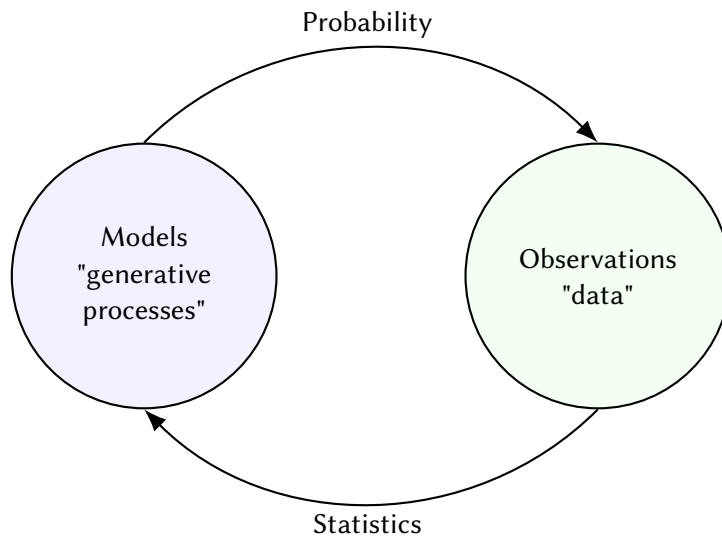 Probability
Models
"generative
processes"
Observations
"data"
Statistics